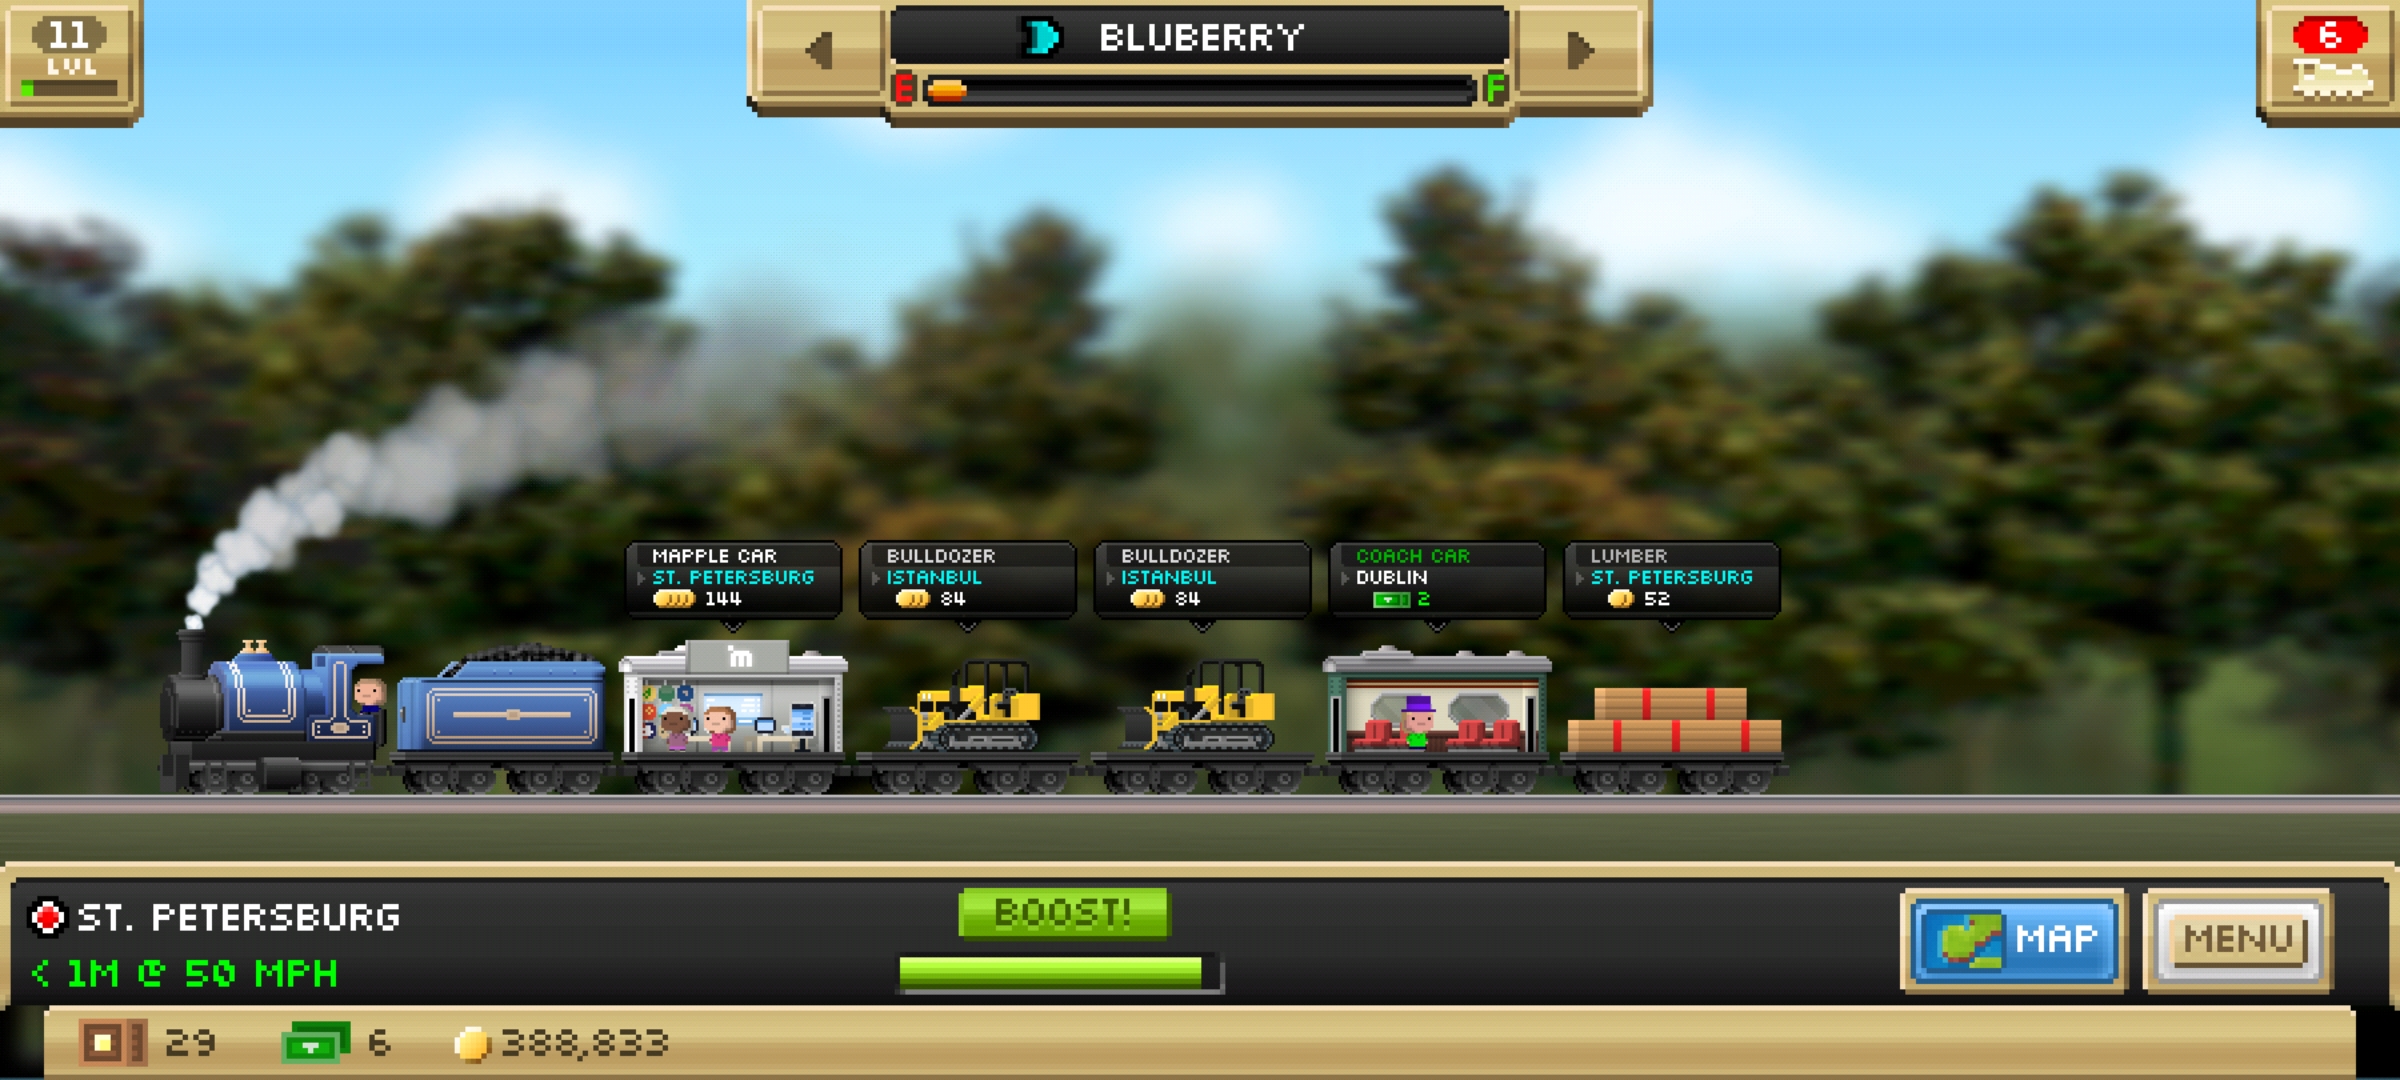 11
LVL
BLUBERRY
E F
6
MAPPLE CAR
ST. PETERSBURG
144
BULLDOZER
ISTANBUL
84
BULLDOZER
ISTANBUL
84
COACH CAR
DUBLIN
2
LUMBER
ST. PETERSBURG
52
m
ST. PETERSBURG
< 1M @ 50 MPH
BOOST!
MAP
MENU
29 6 388,833